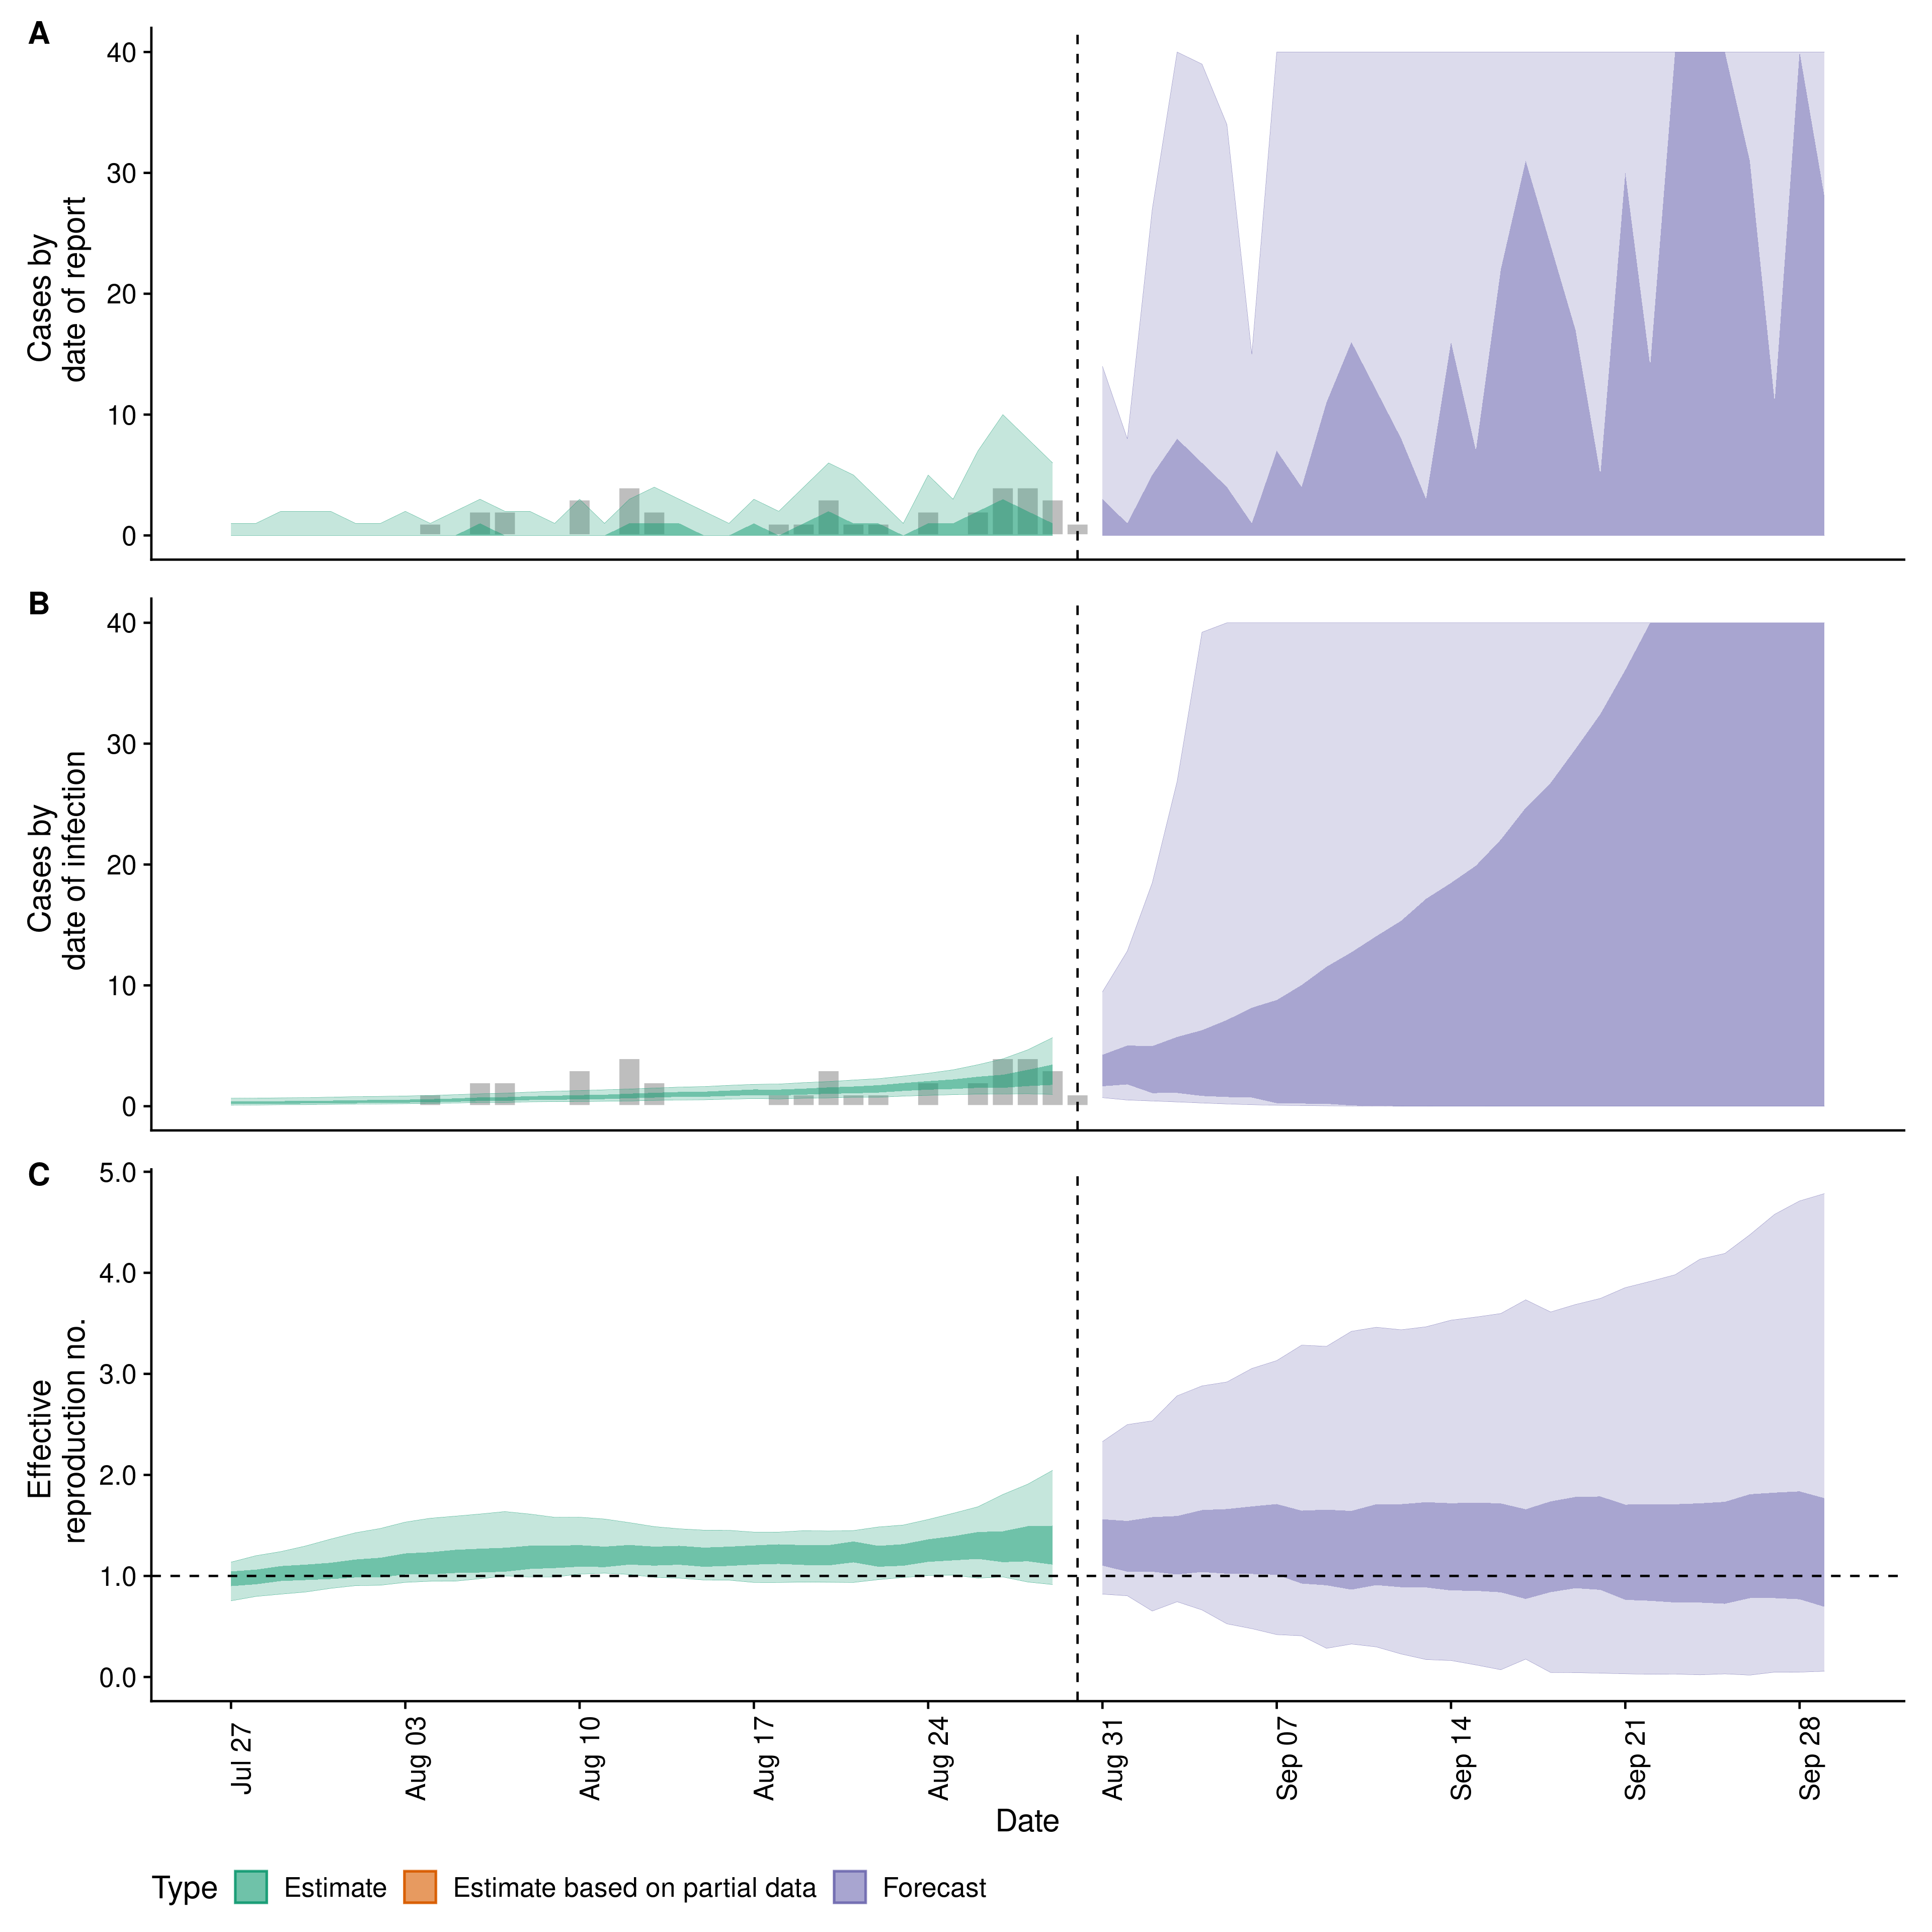 A
40
30
20
10
0
Cases by
date of report
B
40
30
20
10
0
Cases by
date of infection
C
5.0
4.0
3.0
2.0
1.0
0.0
Effective
reproduction no.
Jul 27
Aug 03
Aug 10
Aug 17
Aug 24
Aug 31
Sep 07
Sep 14
Sep 21
Sep 28
Date
Type Estimate Estimate based on partial data Forecast